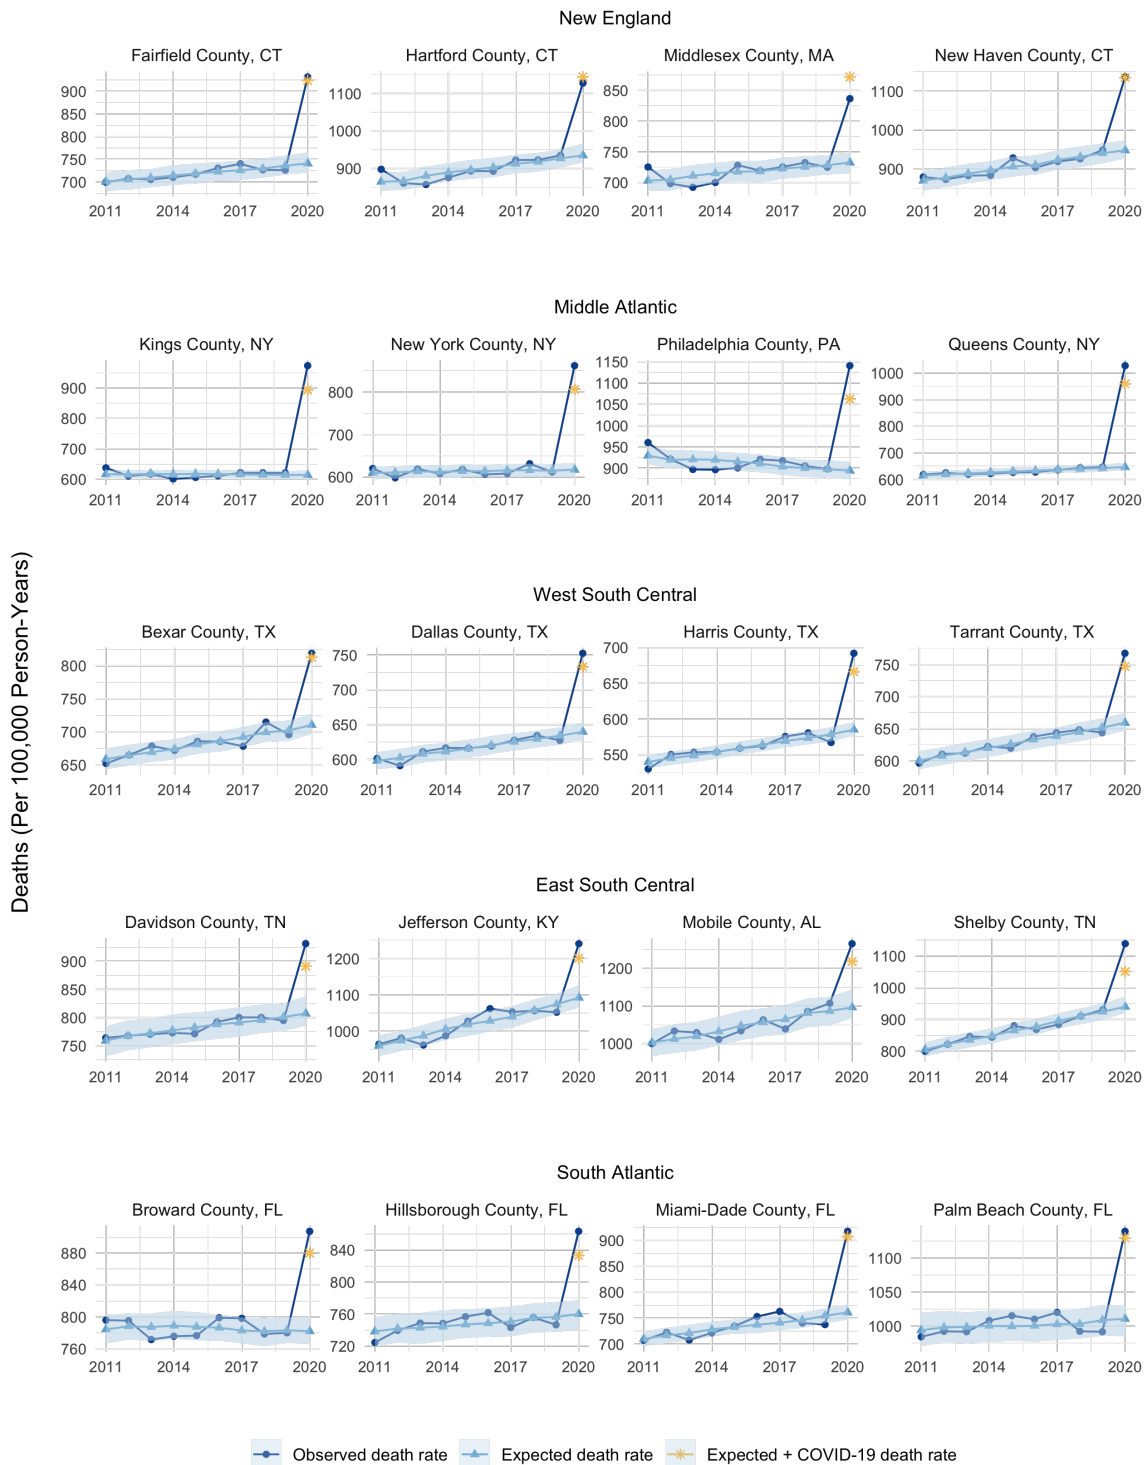 New England
Fairfield County, CT
Hartford County, CT
Middlesex County, MA
New Haven County, CT
900
850
800
750
700
2011 2014 2017 2020
1100
1000
900
2011 2014 2017 2020
850
800
750
700
2011 2014 2017 2020
1100
1000
900
2011 2014 2017 2020
Middle Atlantic
Kings County, NY
New York County, NY
Philadelphia County, PA
Queens County, NY
900
800
700
600
2011 2014 2017 2020
800
700
600
2011 2014 2017 2020
1150
1100
1050
1000
950
900
2011 2014 2017 2020
1000
900
800
700
600
2011 2014 2017 2020
Deaths (Per 100,000 Person-Years)
West South Central
Bexar County, TX
Dallas County, TX
Harris County, TX
Tarrant County, TX
800
750
700
650
2011 2014 2017 2020
750
700
650
600
2011 2014 2017 2020
700
650
600
550
2011 2014 2017 2020
750
700
650
600
2011 2014 2017 2020
East South Central
Davidson County, TN
Jefferson County, KY
Mobile County, AL
Shelby County, TN
900
850
800
750
2011 2014 2017 2020
1200
1100
1000
2011 2014 2017 2020
1200
1100
1000
2011 2014 2017 2020
1100
1000
900
800
2011 2014 2017 2020
South Atlantic
Broward County, FL
Hillsborough County, FL
Miami-Dade County, FL
Palm Beach County, FL
880
840
800
760
2011 2014 2017 2020
840
800
760
720
2011 2014 2017 2020
900
850
800
750
700
2011 2014 2017 2020
1100
1050
1000
2011 2014 2017 2020
Observed death rate Expected death rate Expected + COVID-19 death rate